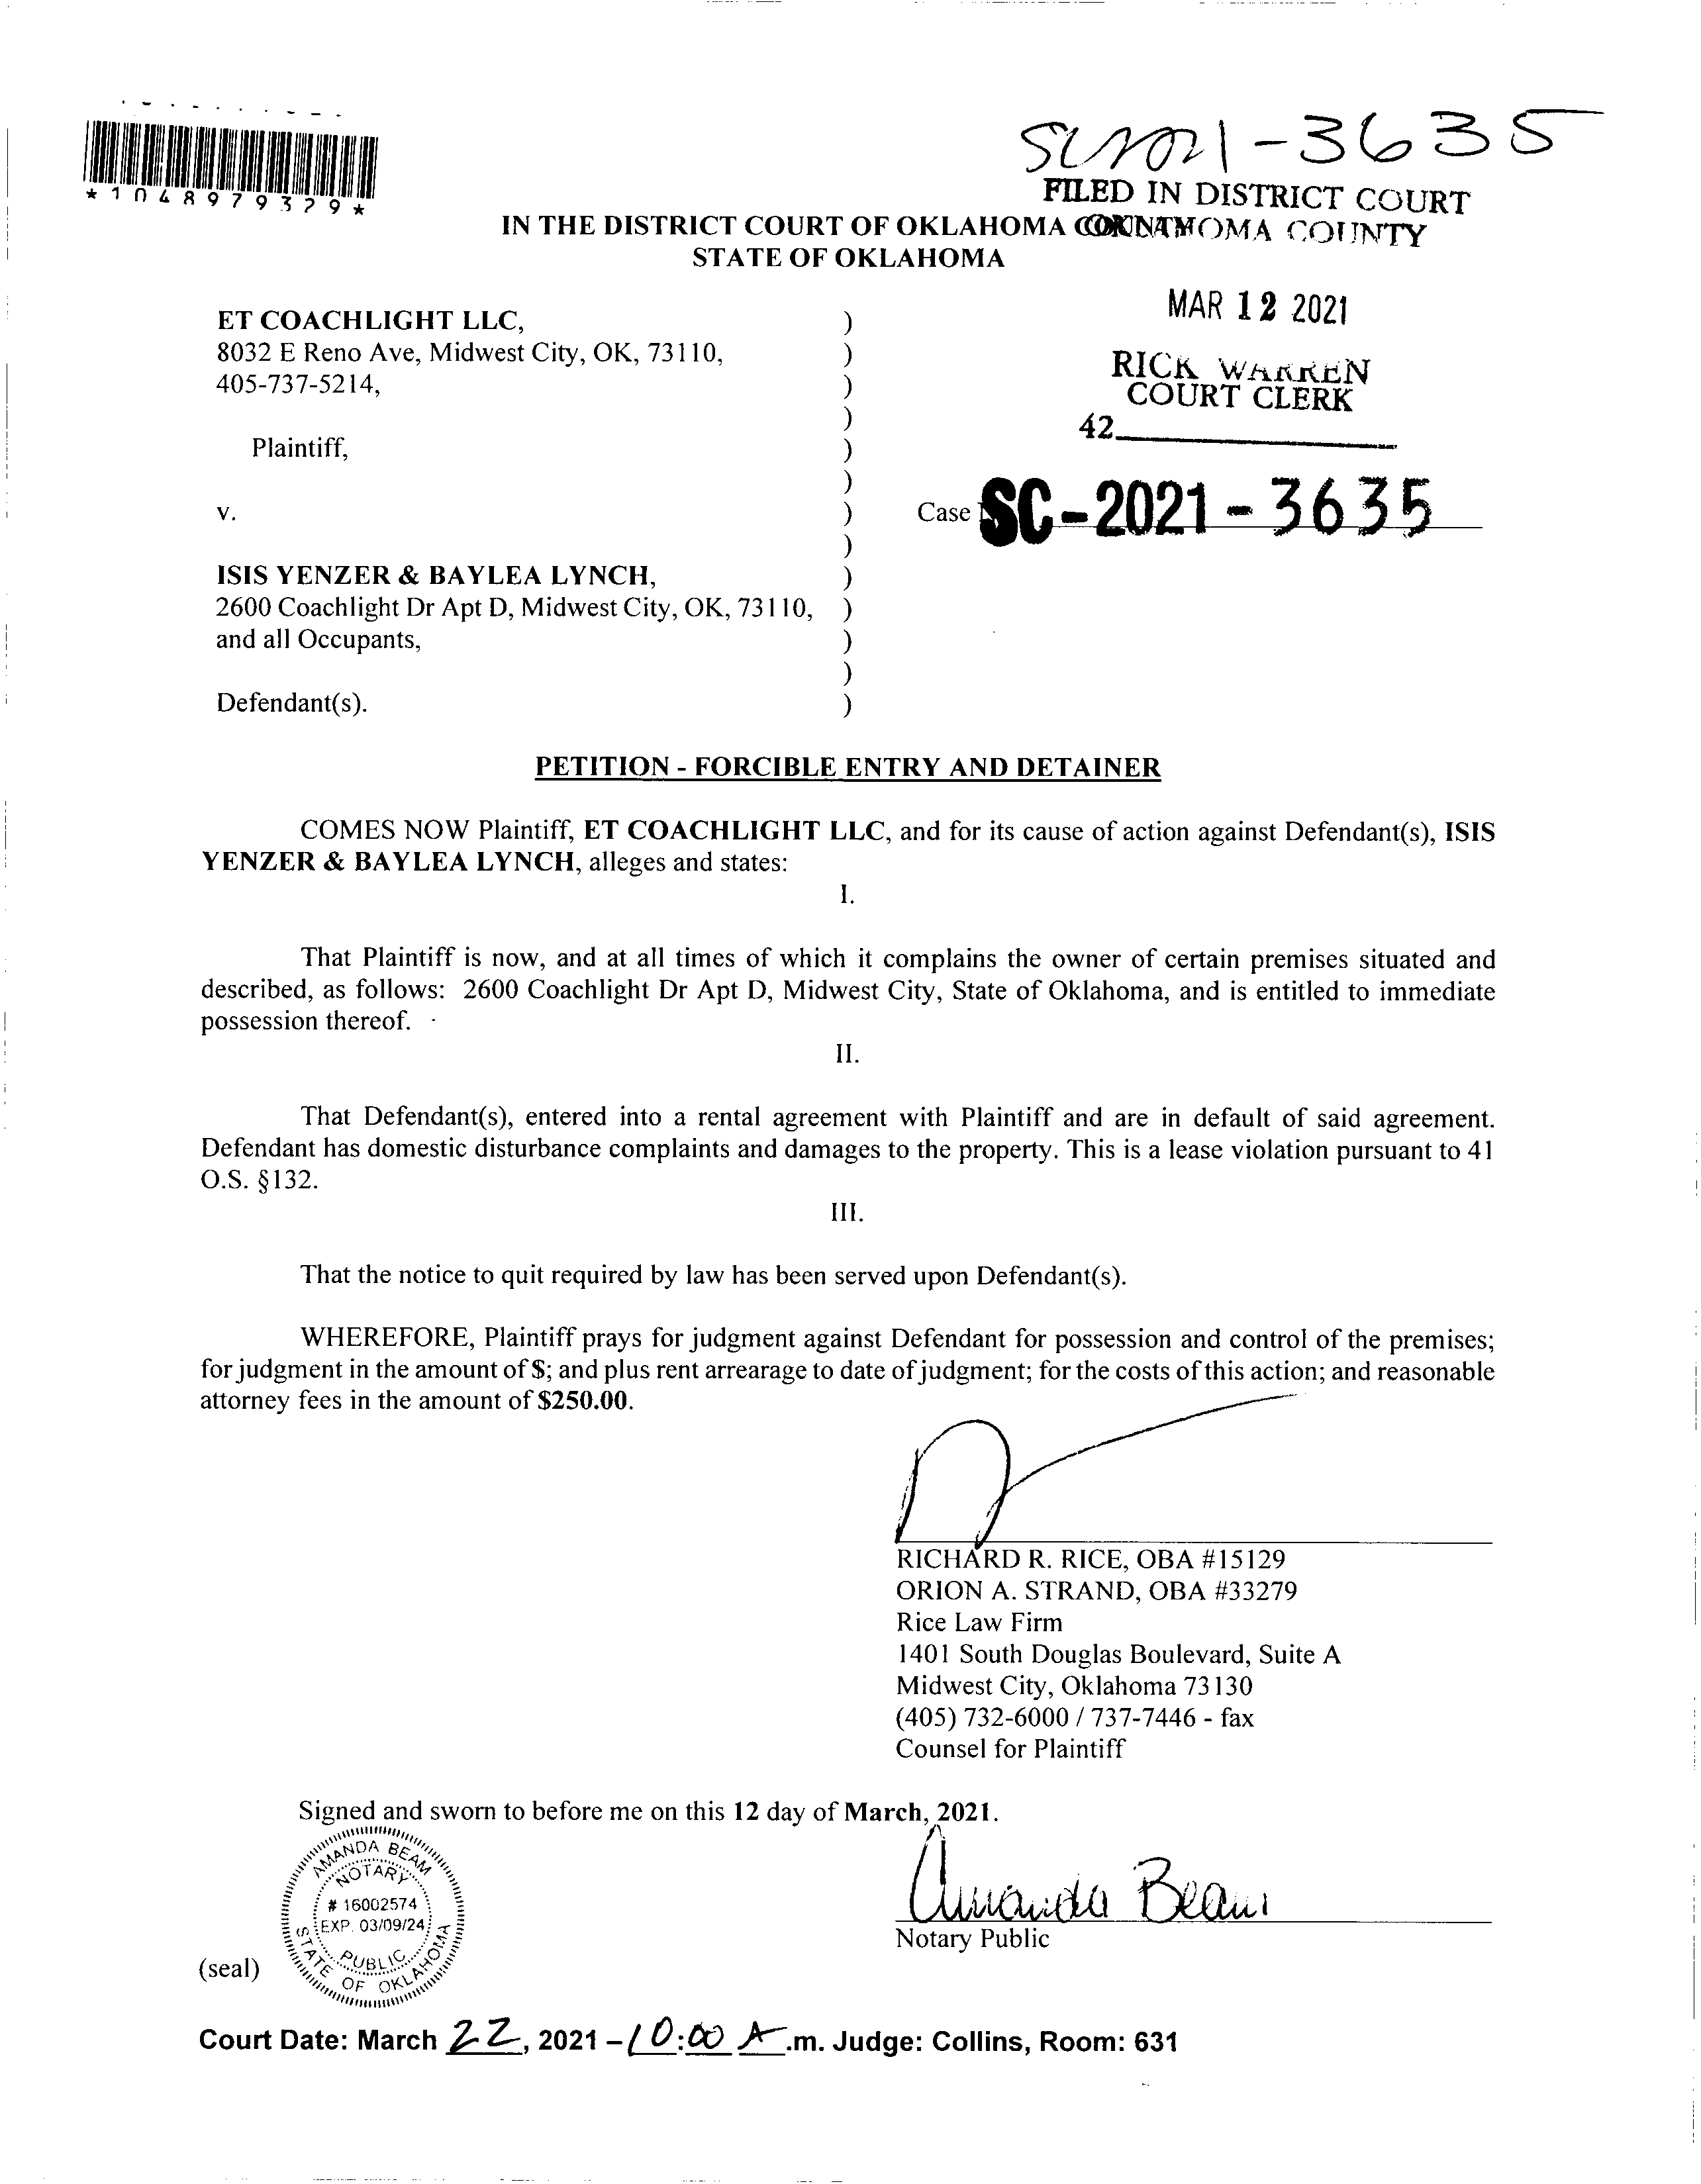 *1048979379*
SC2021-3635
FILED IN DISTRICT COURT
OKLAHOMA COUNTY
IN THE DISTRICT COURT OF OKLAHOMA COUNTY
STATE OF OKLAHOMA
MAR 12 2021
RICK WARREN
COURT CLERK
42
ET COACHLIGHT LLC, )
8032 E Reno Ave, Midwest City, OK, 73110, )
405-737-5214, )
)
Plaintiff, )
)
v. )
Case SC-2021-3635
)
ISIS YENZER & BAYLEA LYNCH, )
2600 Coachlight Dr Apt D, Midwest City, OK, 73110, )
and all Occupants, )
)
Defendant(s). )
PETITION - FORCIBLE ENTRY AND DETAINER
COMES NOW Plaintiff, ET COACHLIGHT LLC, and for its cause of action against Defendant(s), ISIS
YENZER & BAYLEA LYNCH, alleges and states:
I.
That Plaintiff is now, and at all times of which it complains the owner of certain premises situated and
described, as follows: 2600 Coachlight Dr Apt D, Midwest City, State of Oklahoma, and is entitled to immediate
possession thereof.
II.
That Defendant(s), entered into a rental agreement with Plaintiff and are in default of said agreement.
Defendant has domestic disturbance complaints and damages to the property. This is a lease violation pursuant to 41
O.S. §132.
III.
That the notice to quit required by law has been served upon Defendant(s).
WHEREFORE, Plaintiff prays for judgment against Defendant for possession and control of the premises;
for judgment in the amount of $; and plus rent arrearage to date of judgment; for the costs of this action; and reasonable
attorney fees in the amount of $250.00.
RICHARD R. RICE, OBA #15129
ORION A. STRAND, OBA #33279
Rice Law Firm
1401 South Douglas Boulevard, Suite A
Midwest City, Oklahoma 73130
(405) 732-6000 / 737-7446 - fax
Counsel for Plaintiff
Signed and sworn to before me on this 12 day of March, 2021.
AMANDA BEAM
NOTARY
# 16002574
EXP. 03/09/24
PUBLIC
STATE OF OKLAHOMA
Amanda Beam
Notary Public
(seal)
Court Date: March 22, 2021 - 10:00 A.m. Judge: Collins, Room: 631